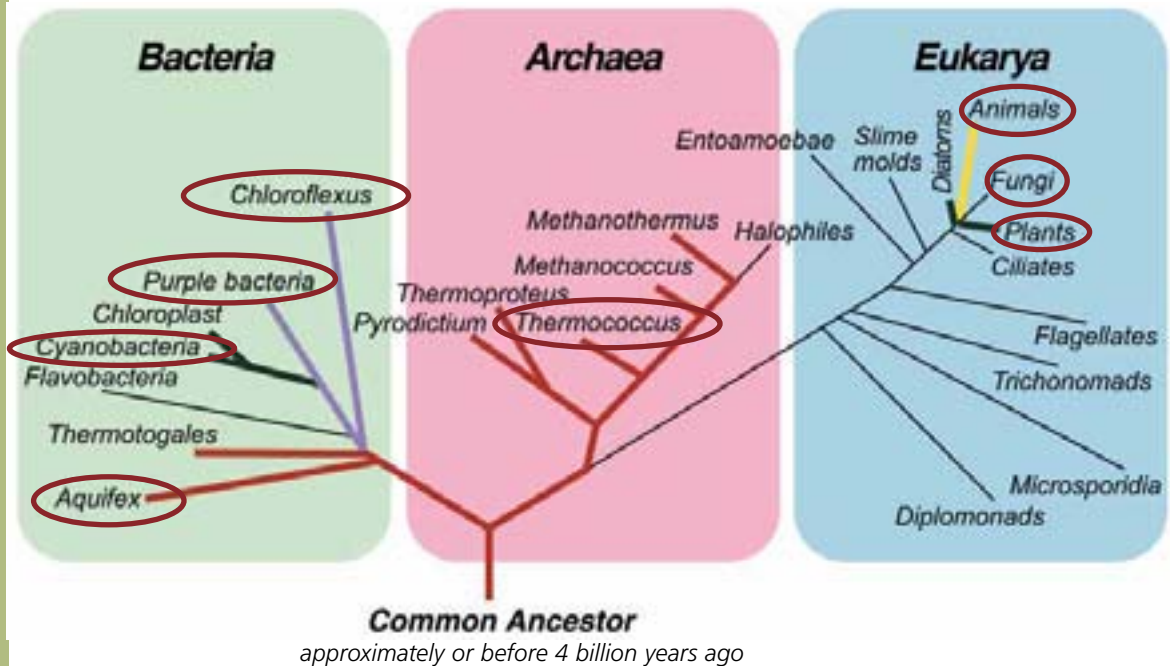 Bacteria
Archaea
Eukarya
Chloroflexus
Purple bacteria
Chloroplast
Cyanobacteria
Flavobacteria
Thermotogales
Aquifex
Methanothermus
Halophiles
Methanococcus
Thermoproteus
Pyrodictium
Thermococcus
Entoamoebae
Slime
molds
Diatoms
Animals
Fungi
Plants
Ciliates
Flagellates
Trichonomads
Microsporidia
Diplomonads
Common Ancestor
approximately or before 4 billion years ago